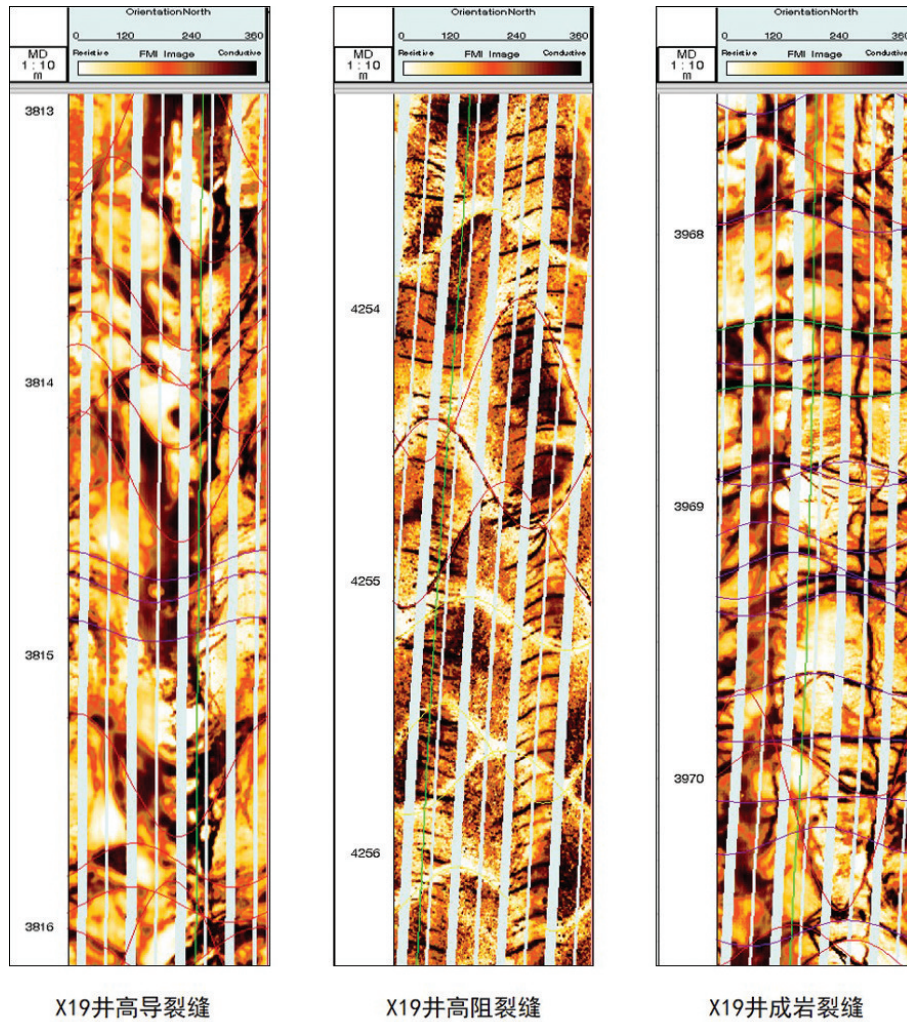 OrientationNorth
0 120 240 360
Resistive FMI Image Conductive
MD
1 : 10
m
3813
3814
3815
3816
X19井高导裂缝
OrientationNorth
0 120 240 360
Resistive FMI Image Conductive
MD
1 : 10
m
4254
4255
4256
X19井高阻裂缝
OrientationNorth
0 120 240 360
Resistive FMI Image Conductive
MD
1 : 10
m
3968
3969
3970
X19井成岩裂缝